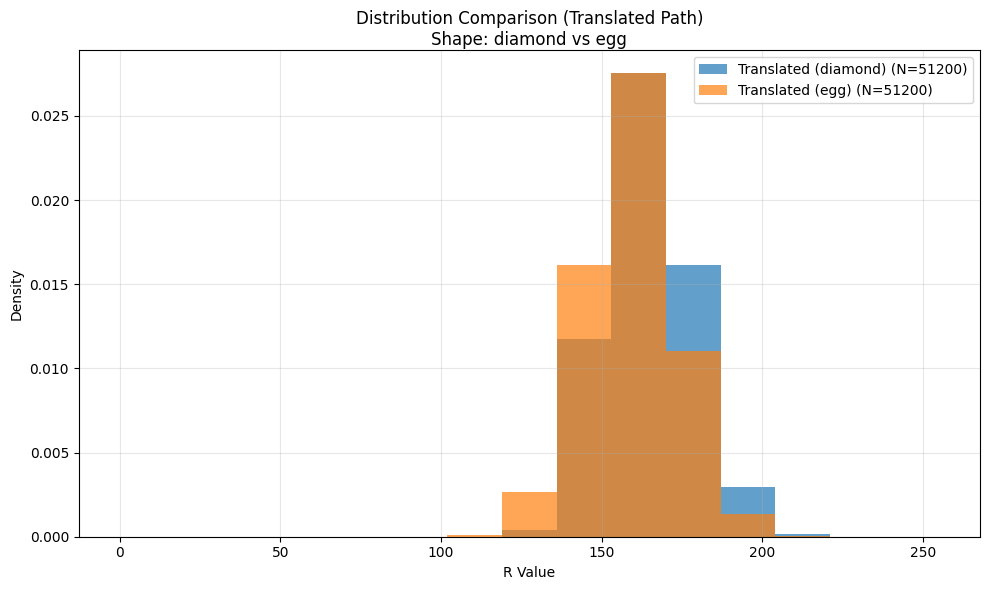 Distribution Comparison (Translated Path)
Shape: diamond vs egg
Translated (diamond) (N=51200)
Translated (egg) (N=51200)
0.025
0.020
0.015
0.010
0.005
0.000
Density
0 50 100 150 200 250
R Value